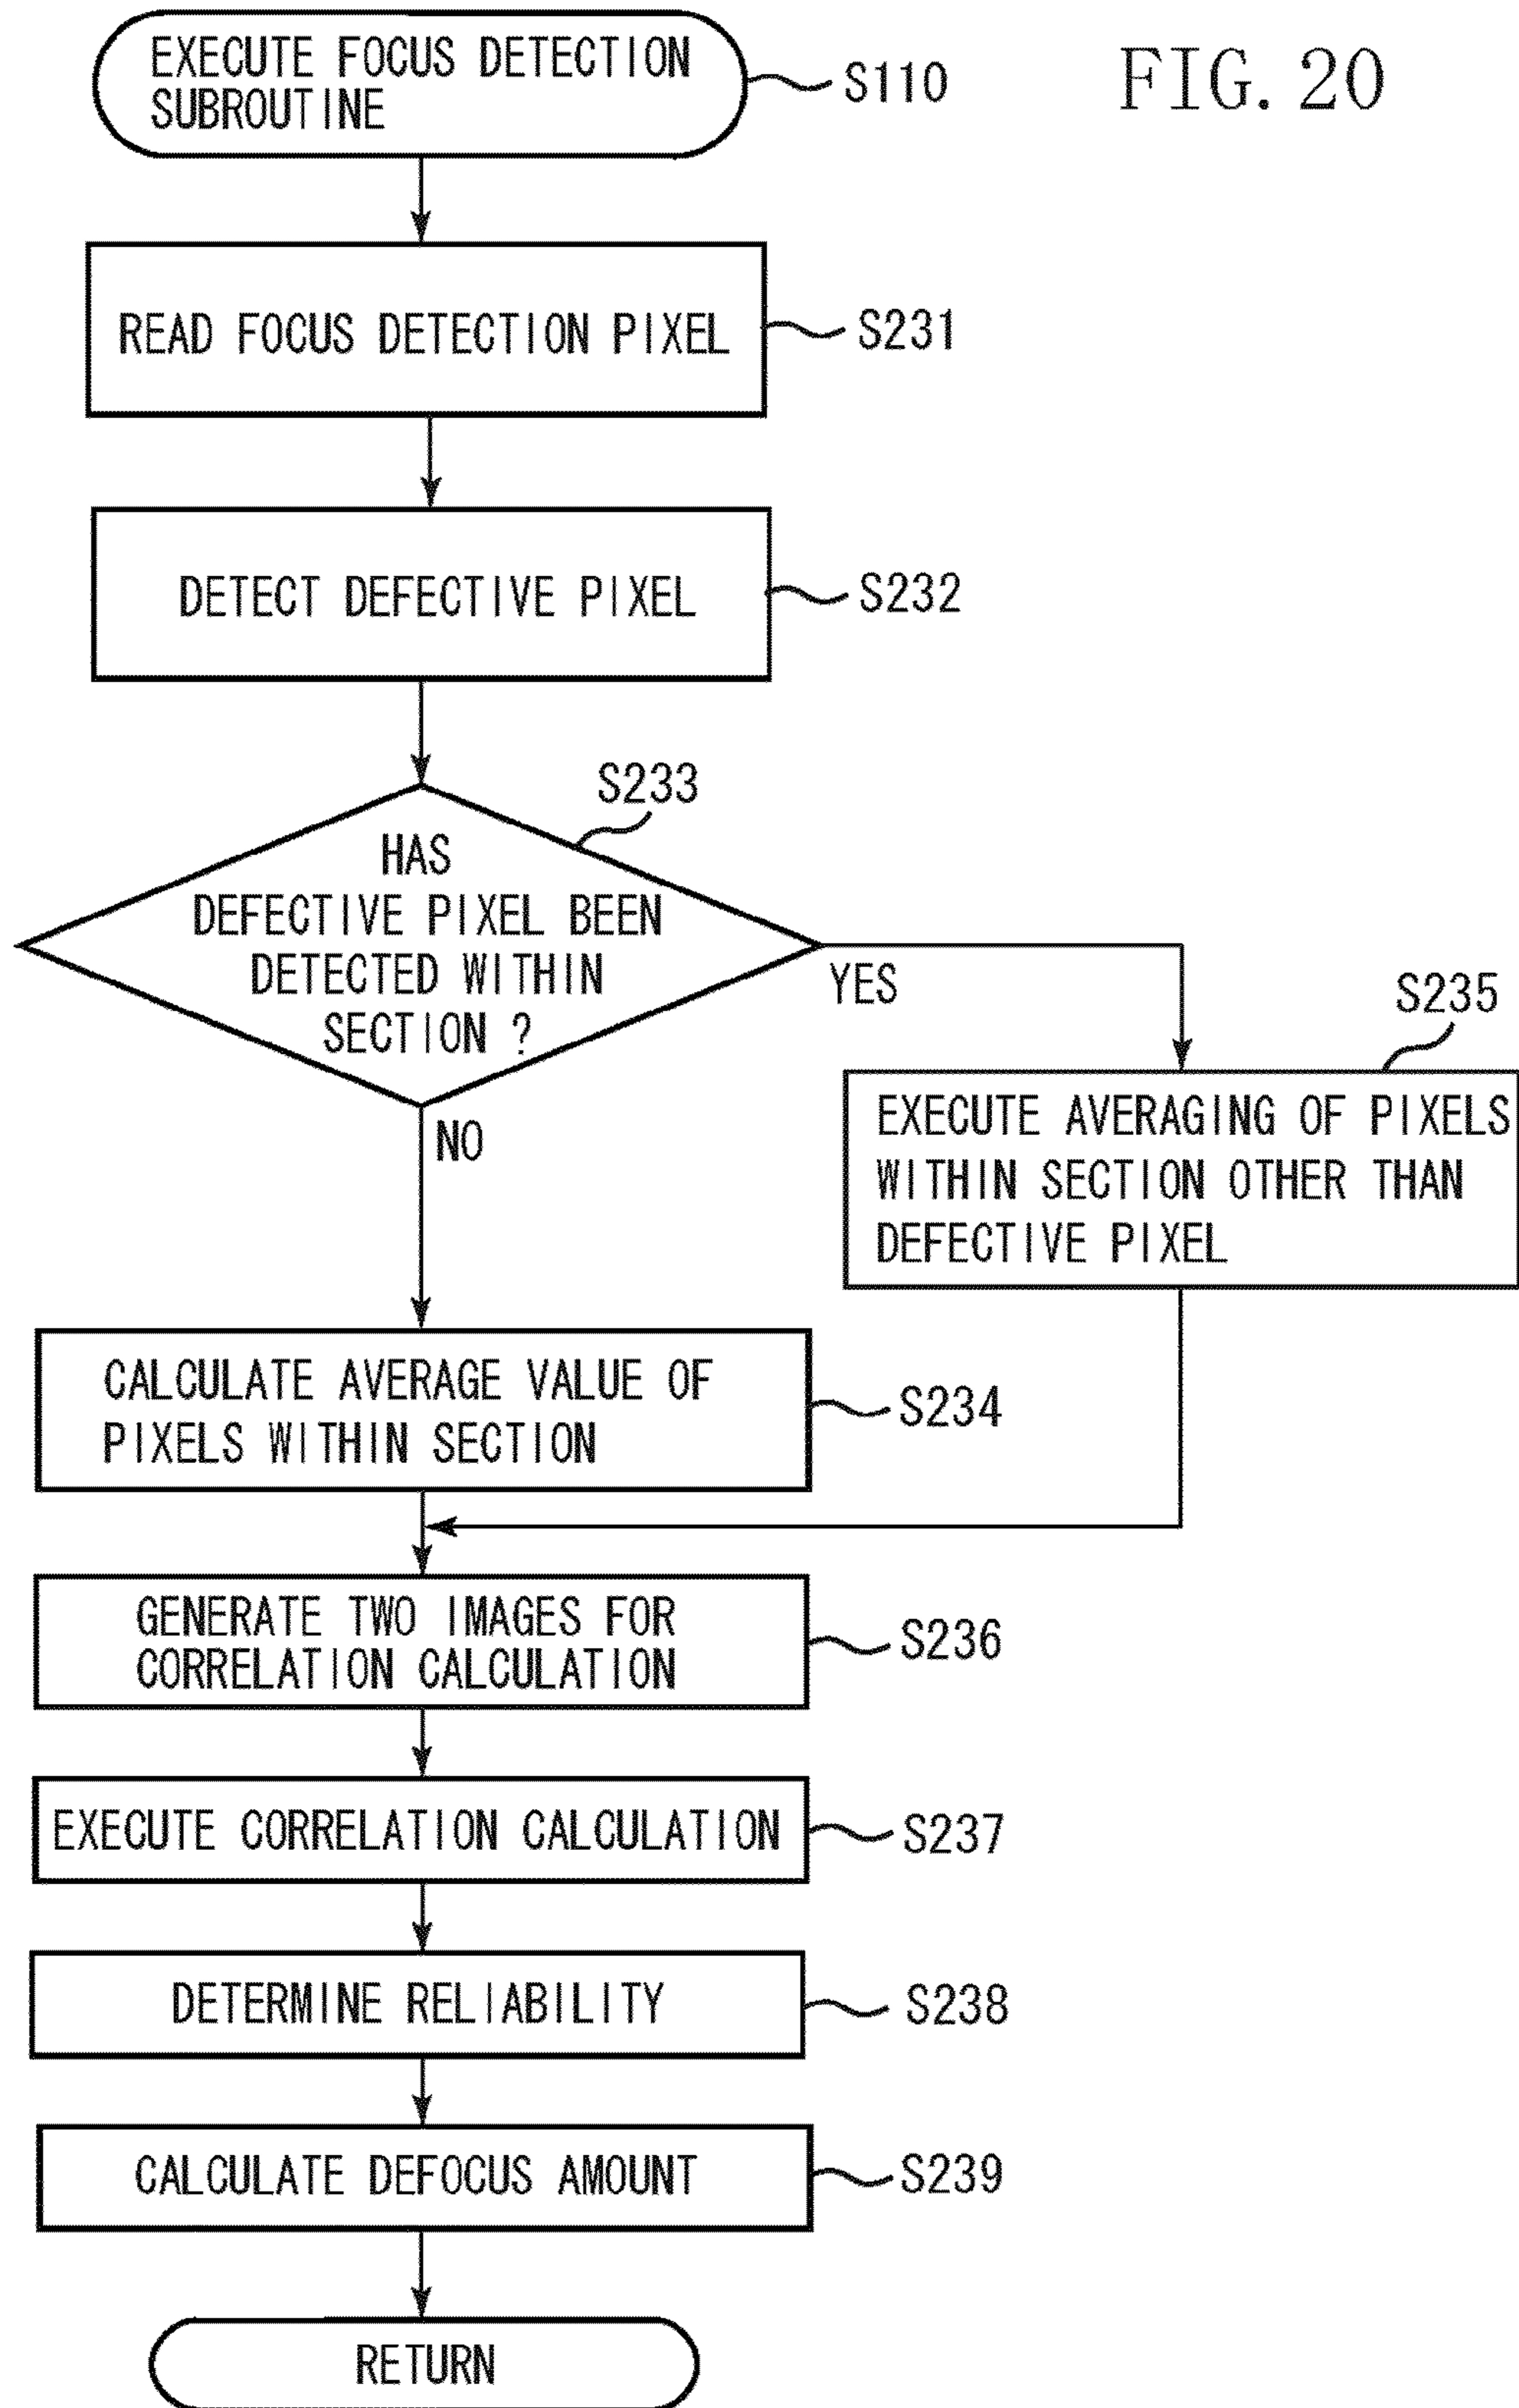 FIG. 20
EXECUTE FOCUS DETECTION
SUBROUTINE
S110
READ FOCUS DETECTION PIXEL
S231
DETECT DEFECTIVE PIXEL
S232
S233
HAS
DEFECTIVE PIXEL BEEN
DETECTED WITHIN
SECTION ?
YES
NO
S235
EXECUTE AVERAGING OF PIXELS
WITHIN SECTION OTHER THAN
DEFECTIVE PIXEL
CALCULATE AVERAGE VALUE OF
PIXELS WITHIN SECTION
S234
GENERATE TWO IMAGES FOR
CORRELATION CALCULATION
S236
EXECUTE CORRELATION CALCULATION
S237
DETERMINE RELIABILITY
S238
CALCULATE DEFOCUS AMOUNT
S239
RETURN